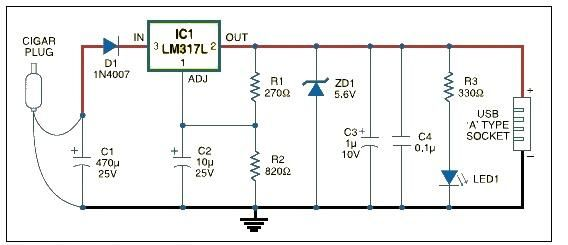 CIGAR
PLUG
D1
1N4007
IN
IC1
3 LM317L 2
1
OUT
ADJ
R1
270Ω
ZD1
5.6V
R3
330Ω
+
USB
'A' TYPE
SOCKET
−
+
C1
470µ
25V
+
C2
10µ
25V
R2
820Ω
C3 +
1µ
10V
C4
0.1µ
LED1